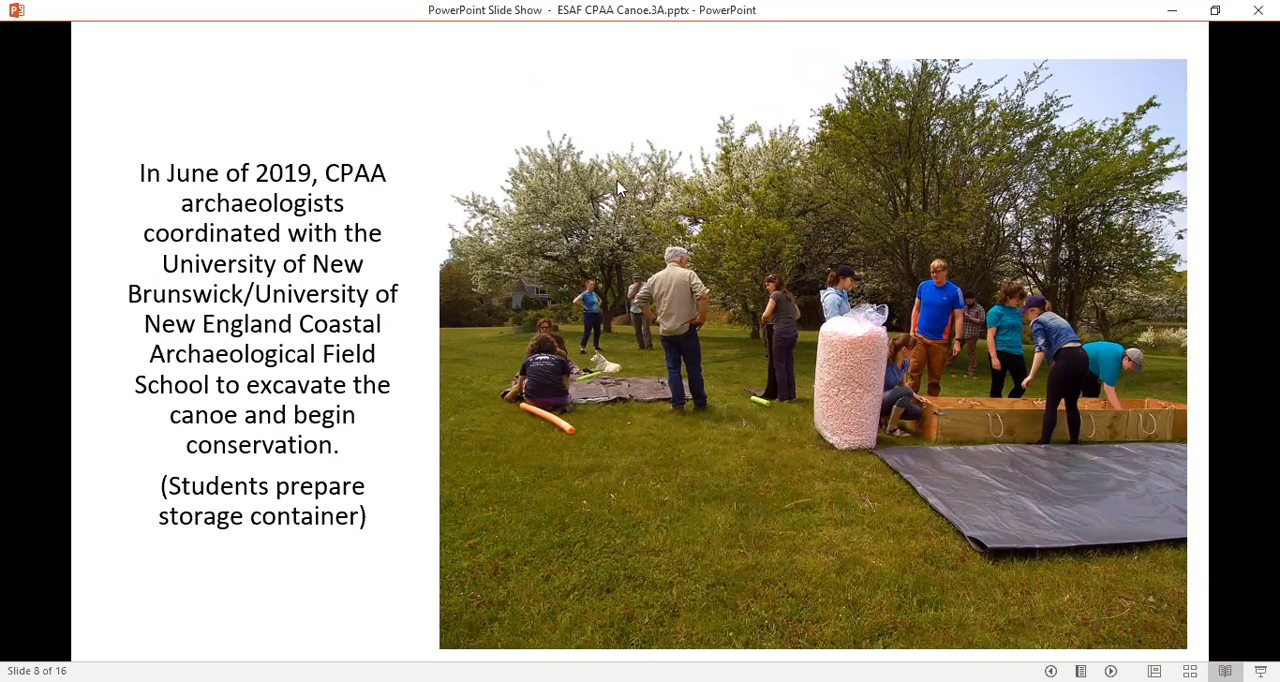 PowerPoint Slide Show - ESAF CPAA Canoe.3A.pptx - PowerPoint
In June of 2019, CPAA
archaeologists
coordinated with the
University of New
Brunswick/University of
New England Coastal
Archaeological Field
School to excavate the
canoe and begin
conservation.
(Students prepare
storage container)
Slide 8 of 16